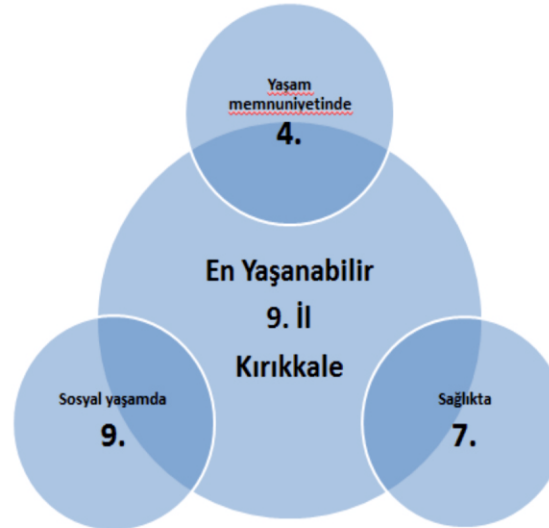 Yaşam
memnuniyetinde
4.
En Yaşanabilir
9. İl
Kırıkkale
Sosyal yaşamda
9.
Sağlıkta
7.